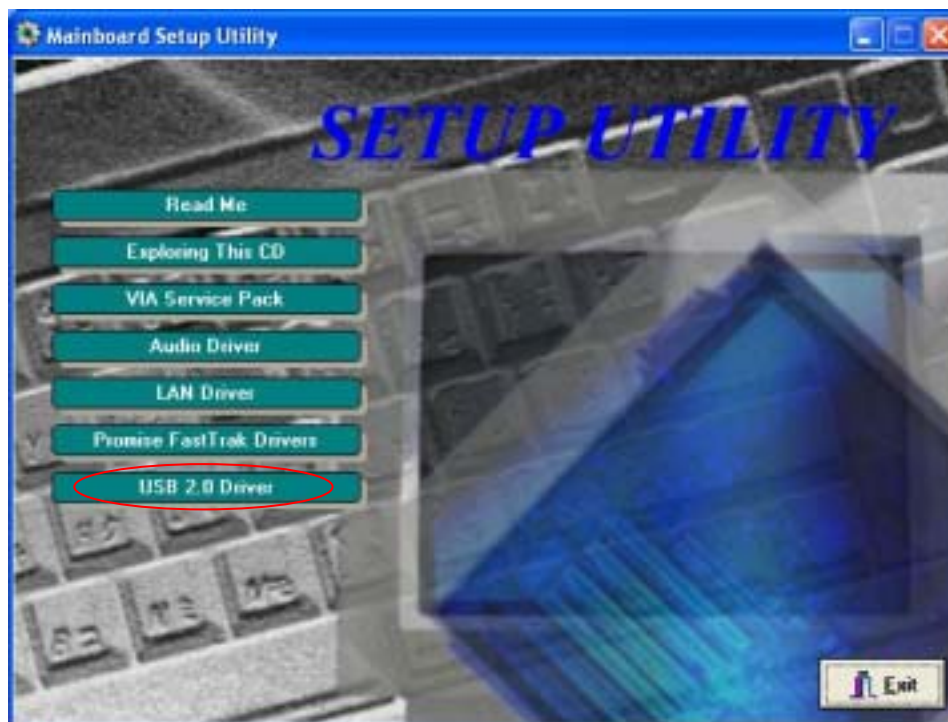 Mainboard Setup Utility
SETUP UTILITY
Read Me
Exploring This CD
VIA Service Pack
Audio Driver
LAN Driver
Promise FastTrak Drivers
USB 2.0 Driver
Exit